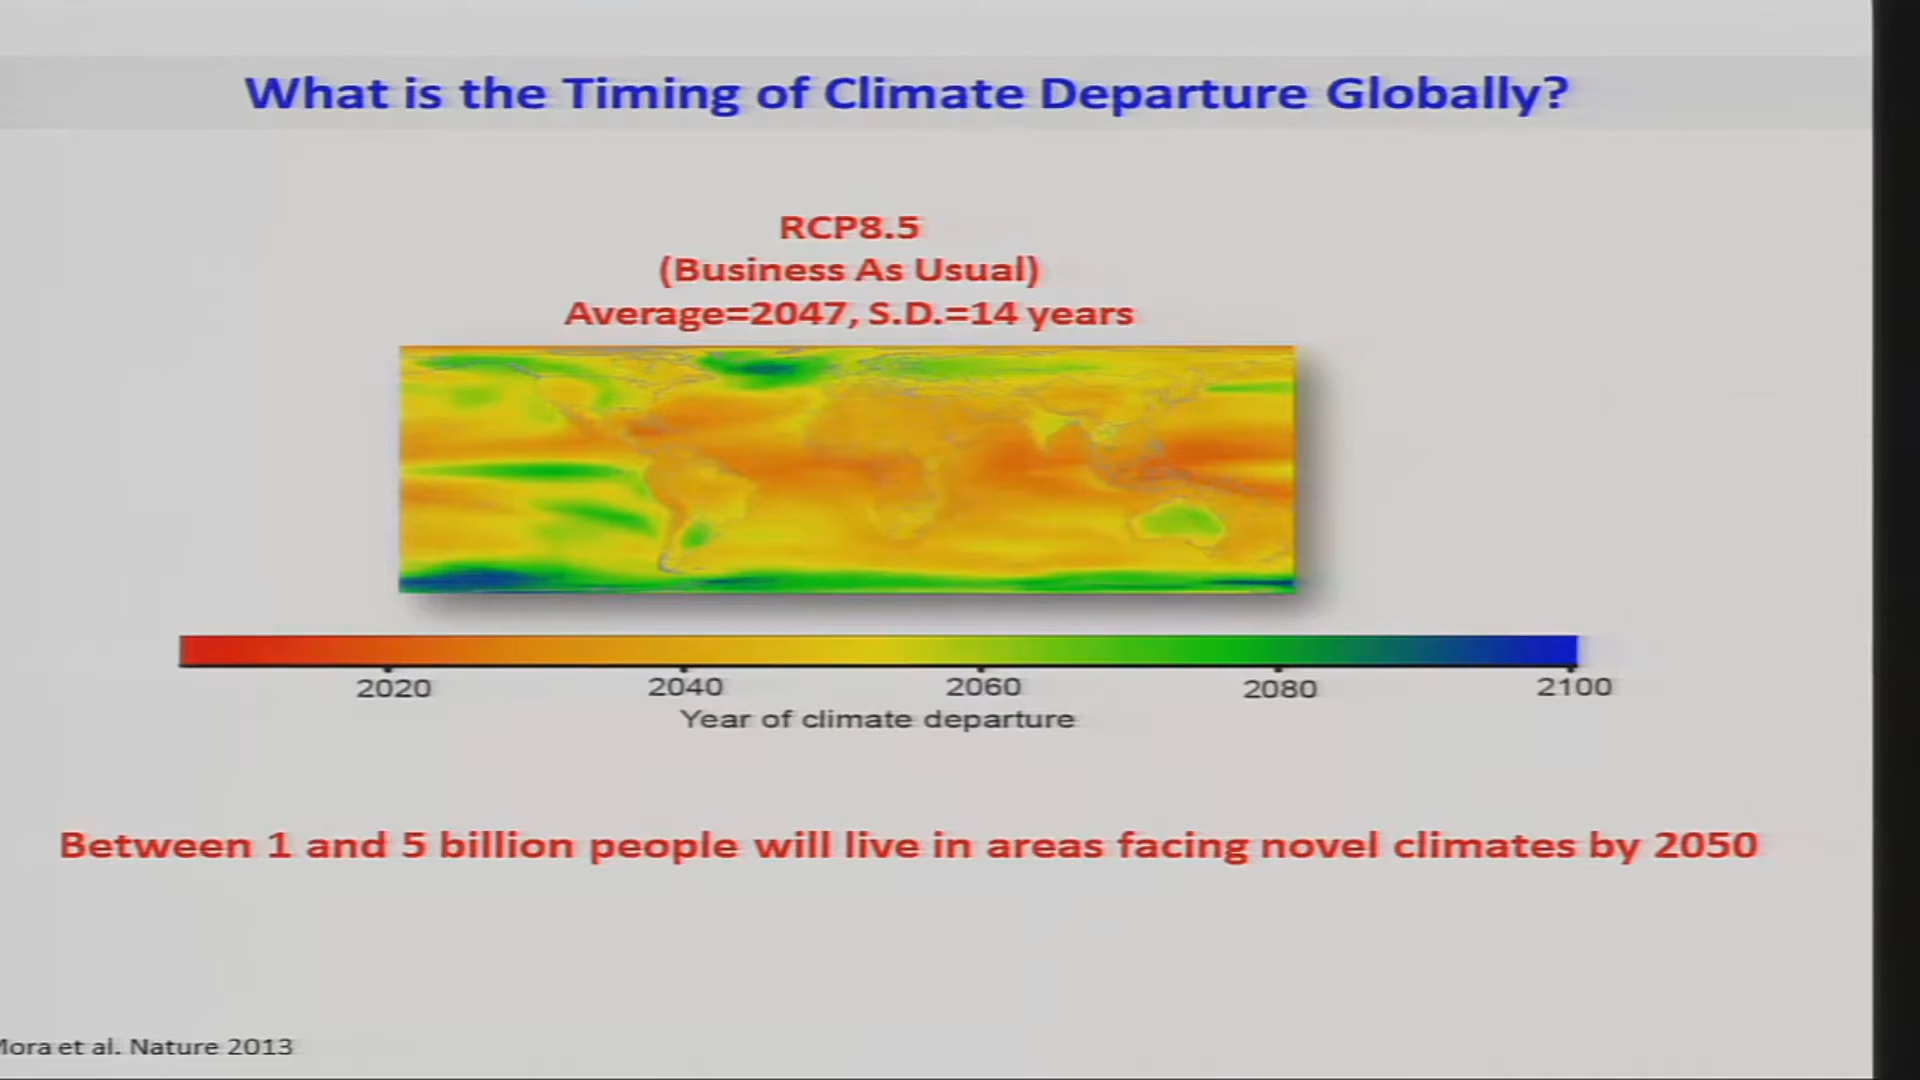 What is the Timing of Climate Departure Globally?
RCP8.5
(Business As Usual)
Average=2047, S.D.=14 years
2020 2040 2060 2080 2100
Year of climate departure
Between 1 and 5 billion people will live in areas facing novel climates by 2050
Mora et al. Nature 2013